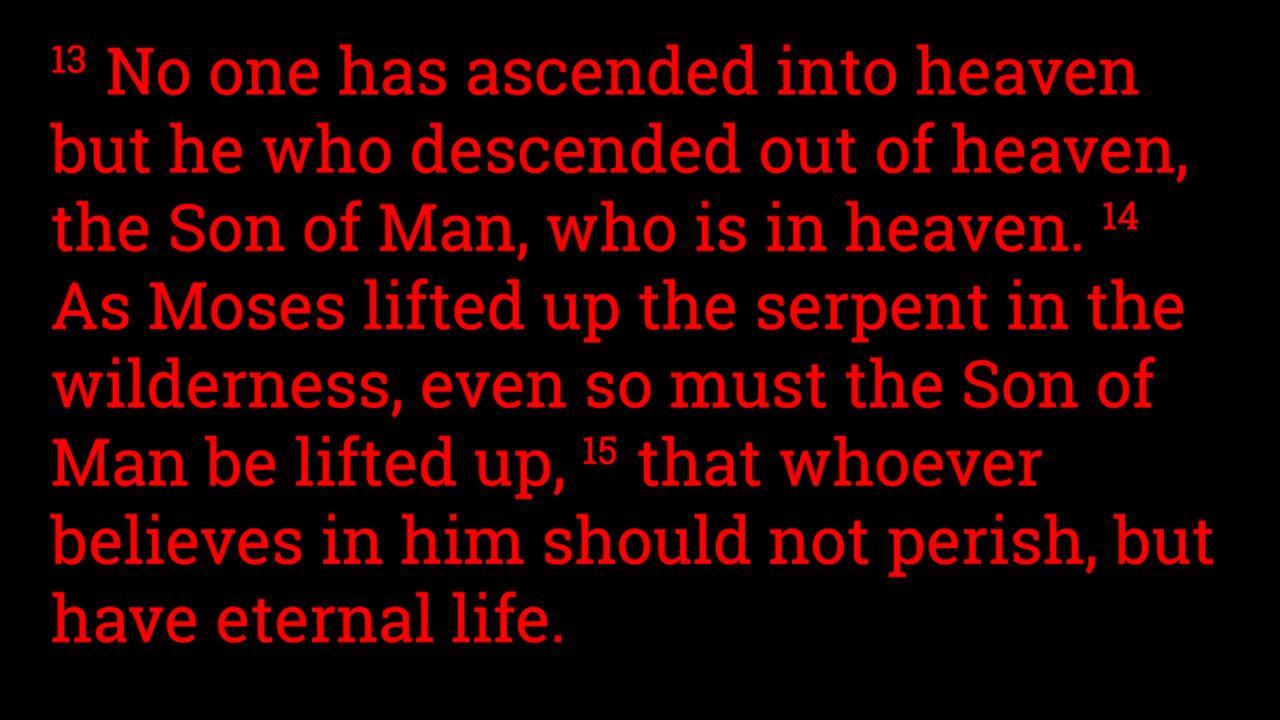 13 No one has ascended into heaven
but he who descended out of heaven,
the Son of Man, who is in heaven. 14
As Moses lifted up the serpent in the
wilderness, even so must the Son of
Man be lifted up, 15 that whoever
believes in him should not perish, but
have eternal life.